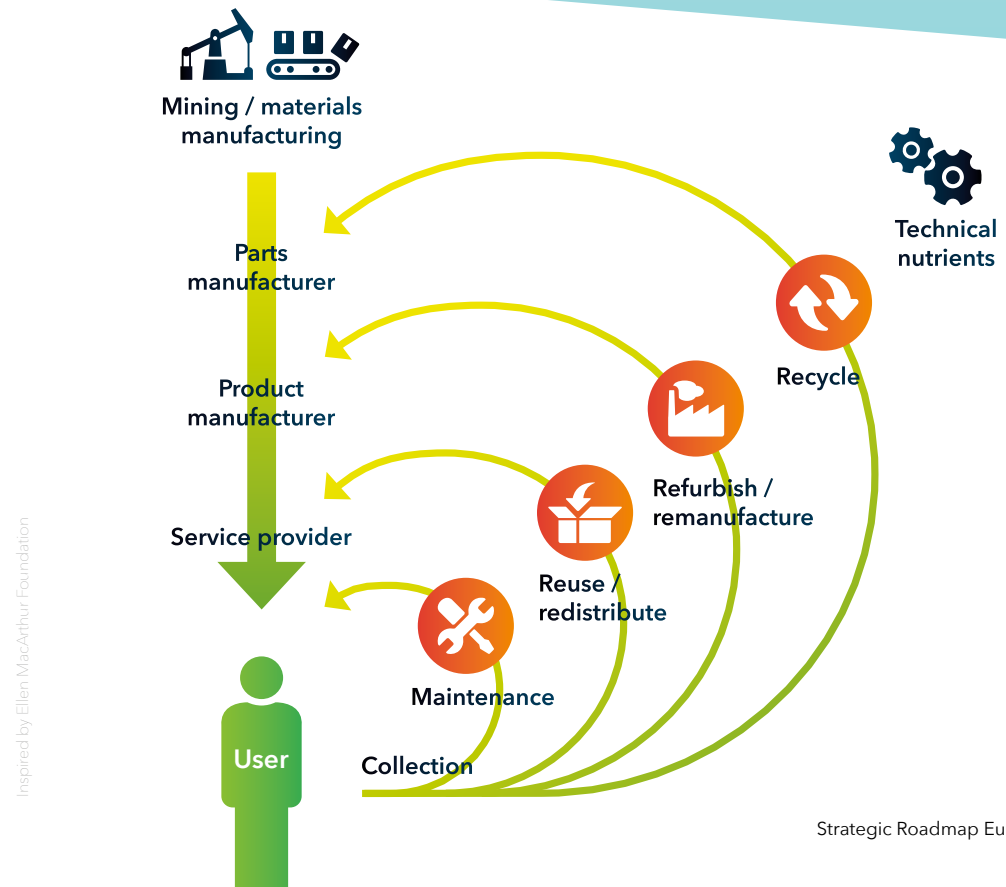 Mining / materials
manufacturing
Technical
nutrients
Parts
manufacturer
Recycle
Product
manufacturer
Refurbish /
remanufacture
Service provider
Reuse /
redistribute
Maintenance
User
Collection
Inspired by Ellen MacArthur Foundation
Strategic Roadmap Eu